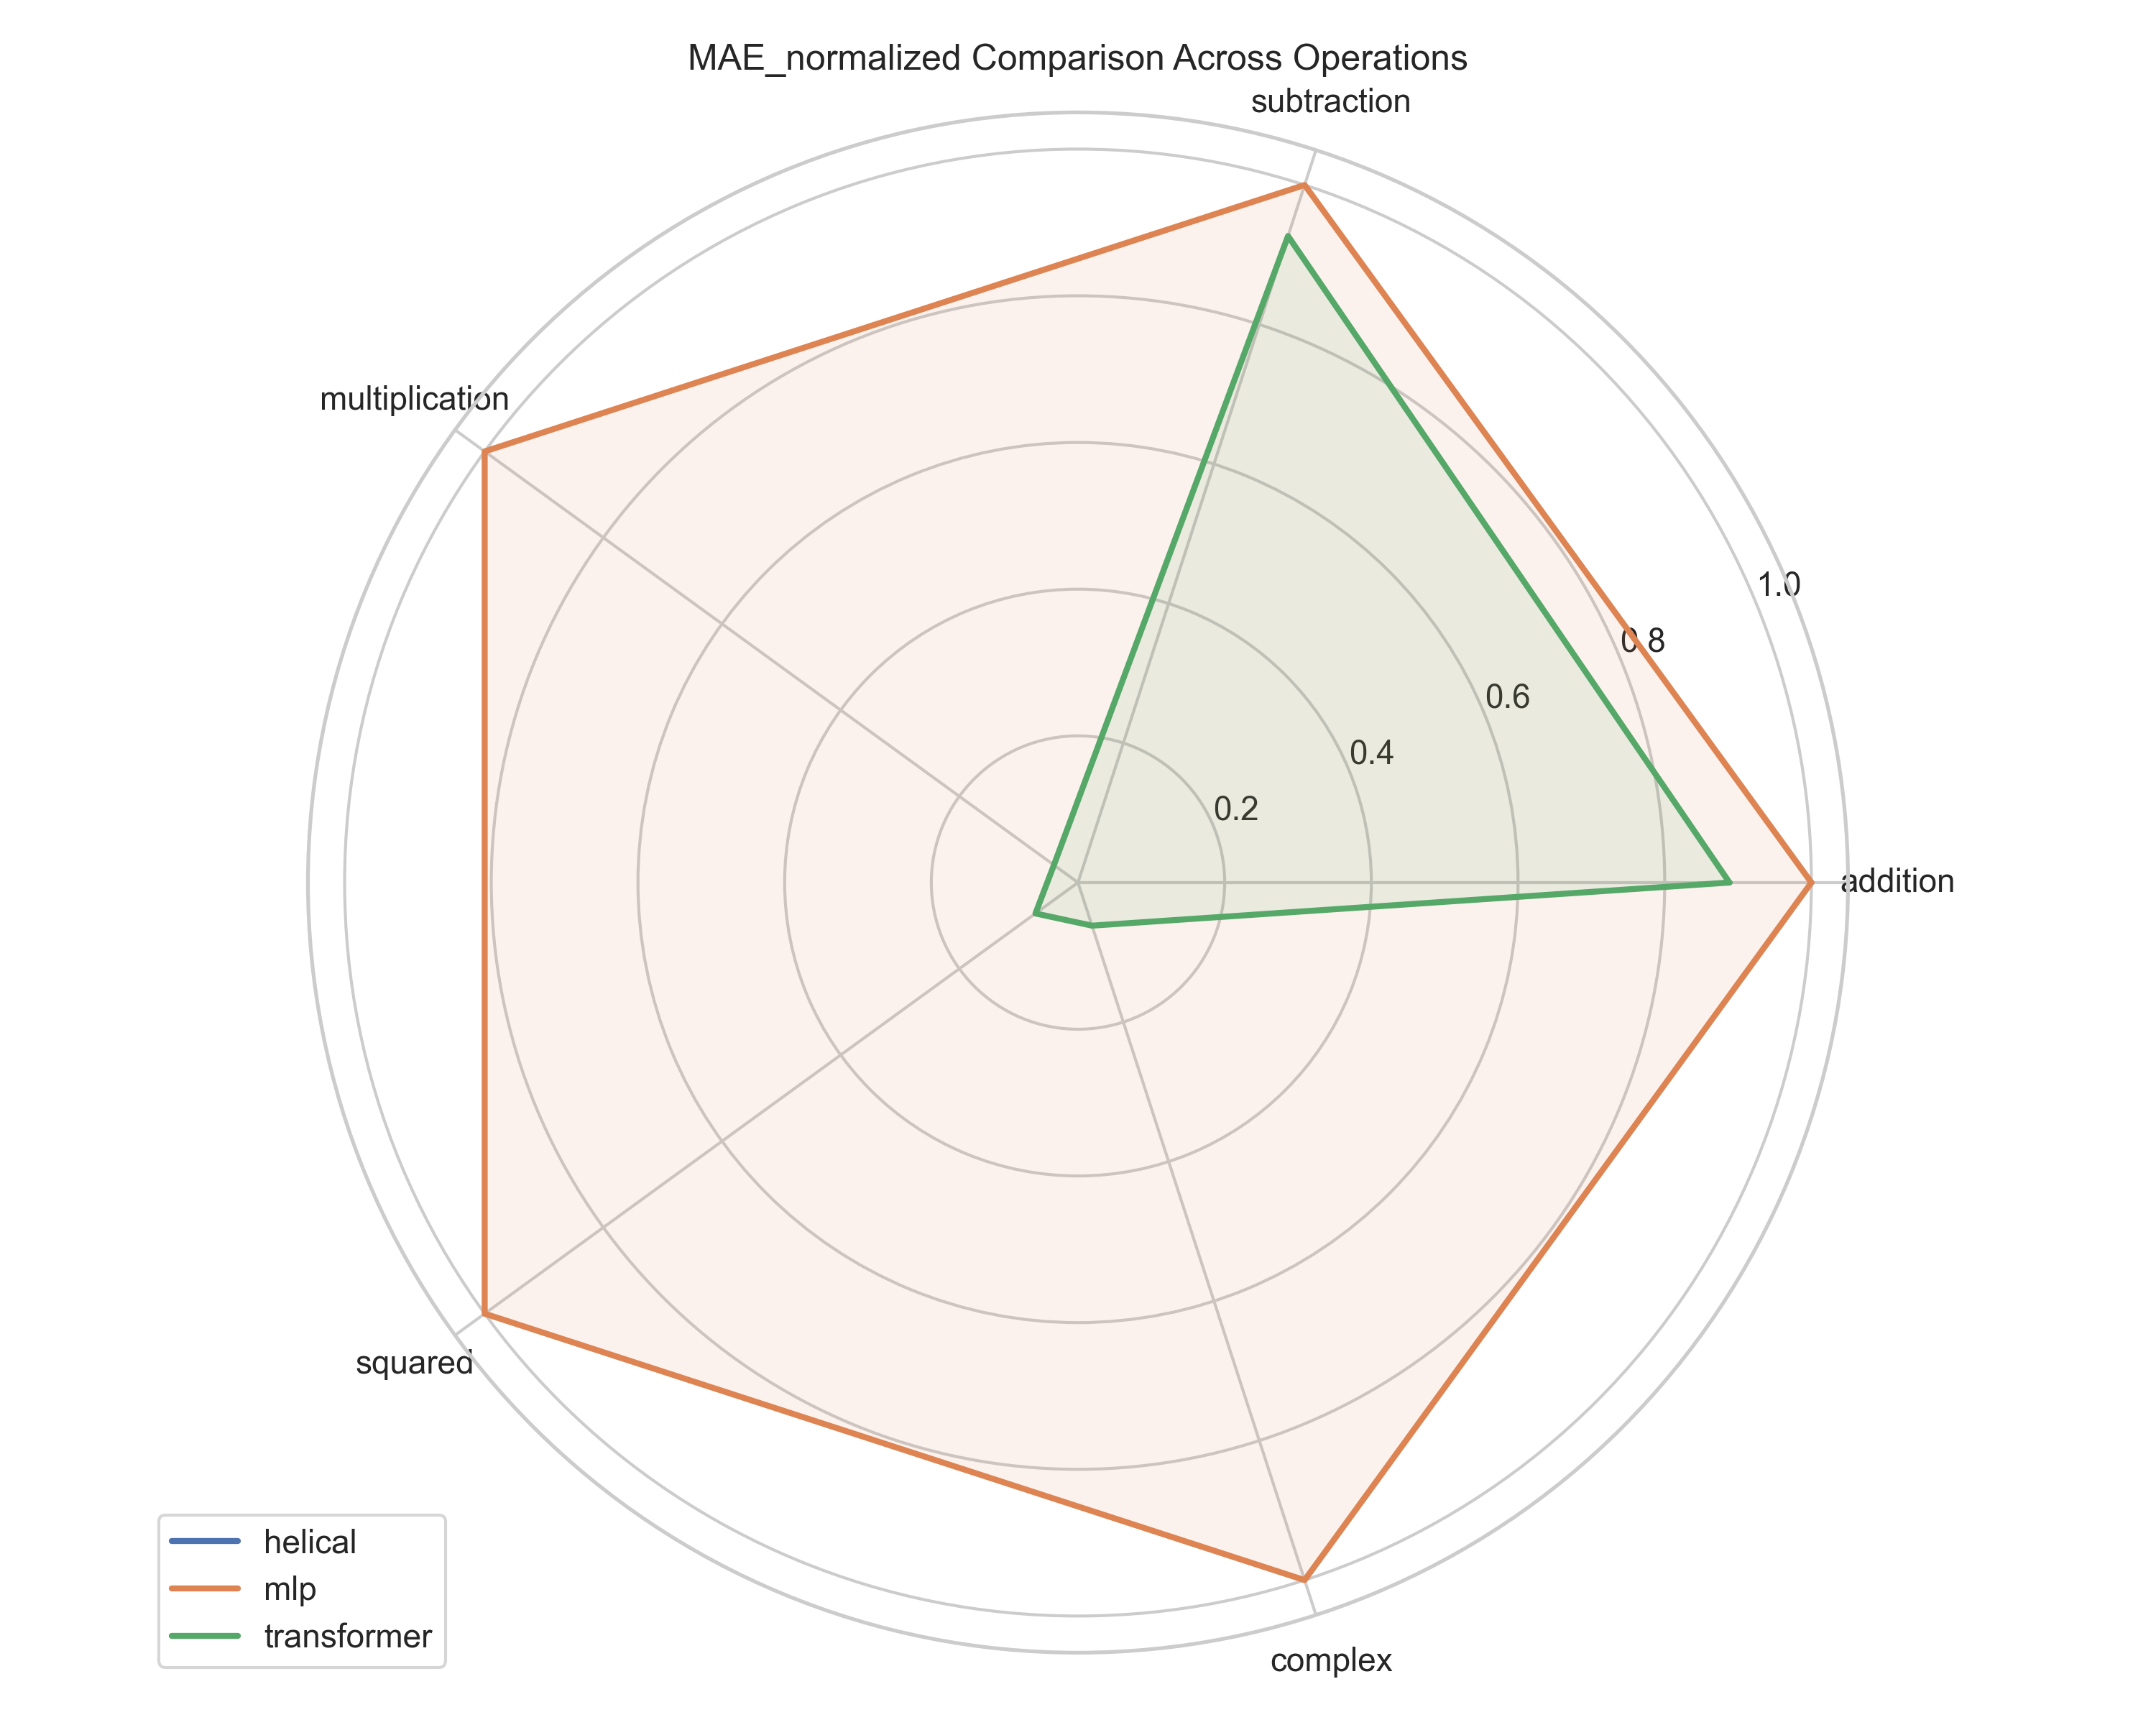 MAE_normalized Comparison Across Operations
subtraction
multiplication
1.0
0.8
0.6
0.4
0.2
addition
squared
complex
helical
mlp
transformer